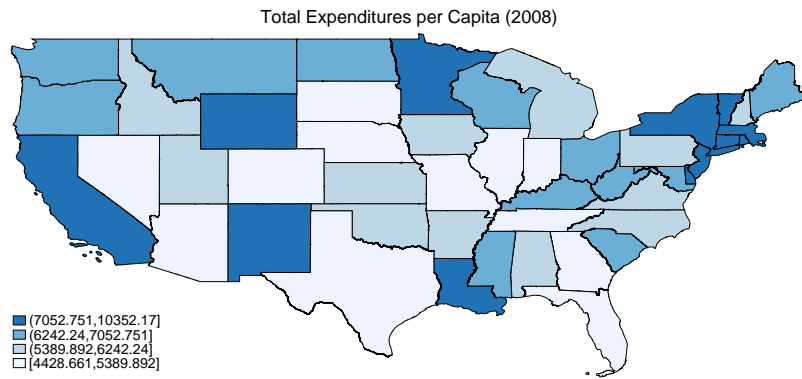 Total Expenditures per Capita (2008)
(7052.751,10352.17]
(6242.24,7052.751]
(5389.892,6242.24]
[4428.661,5389.892]